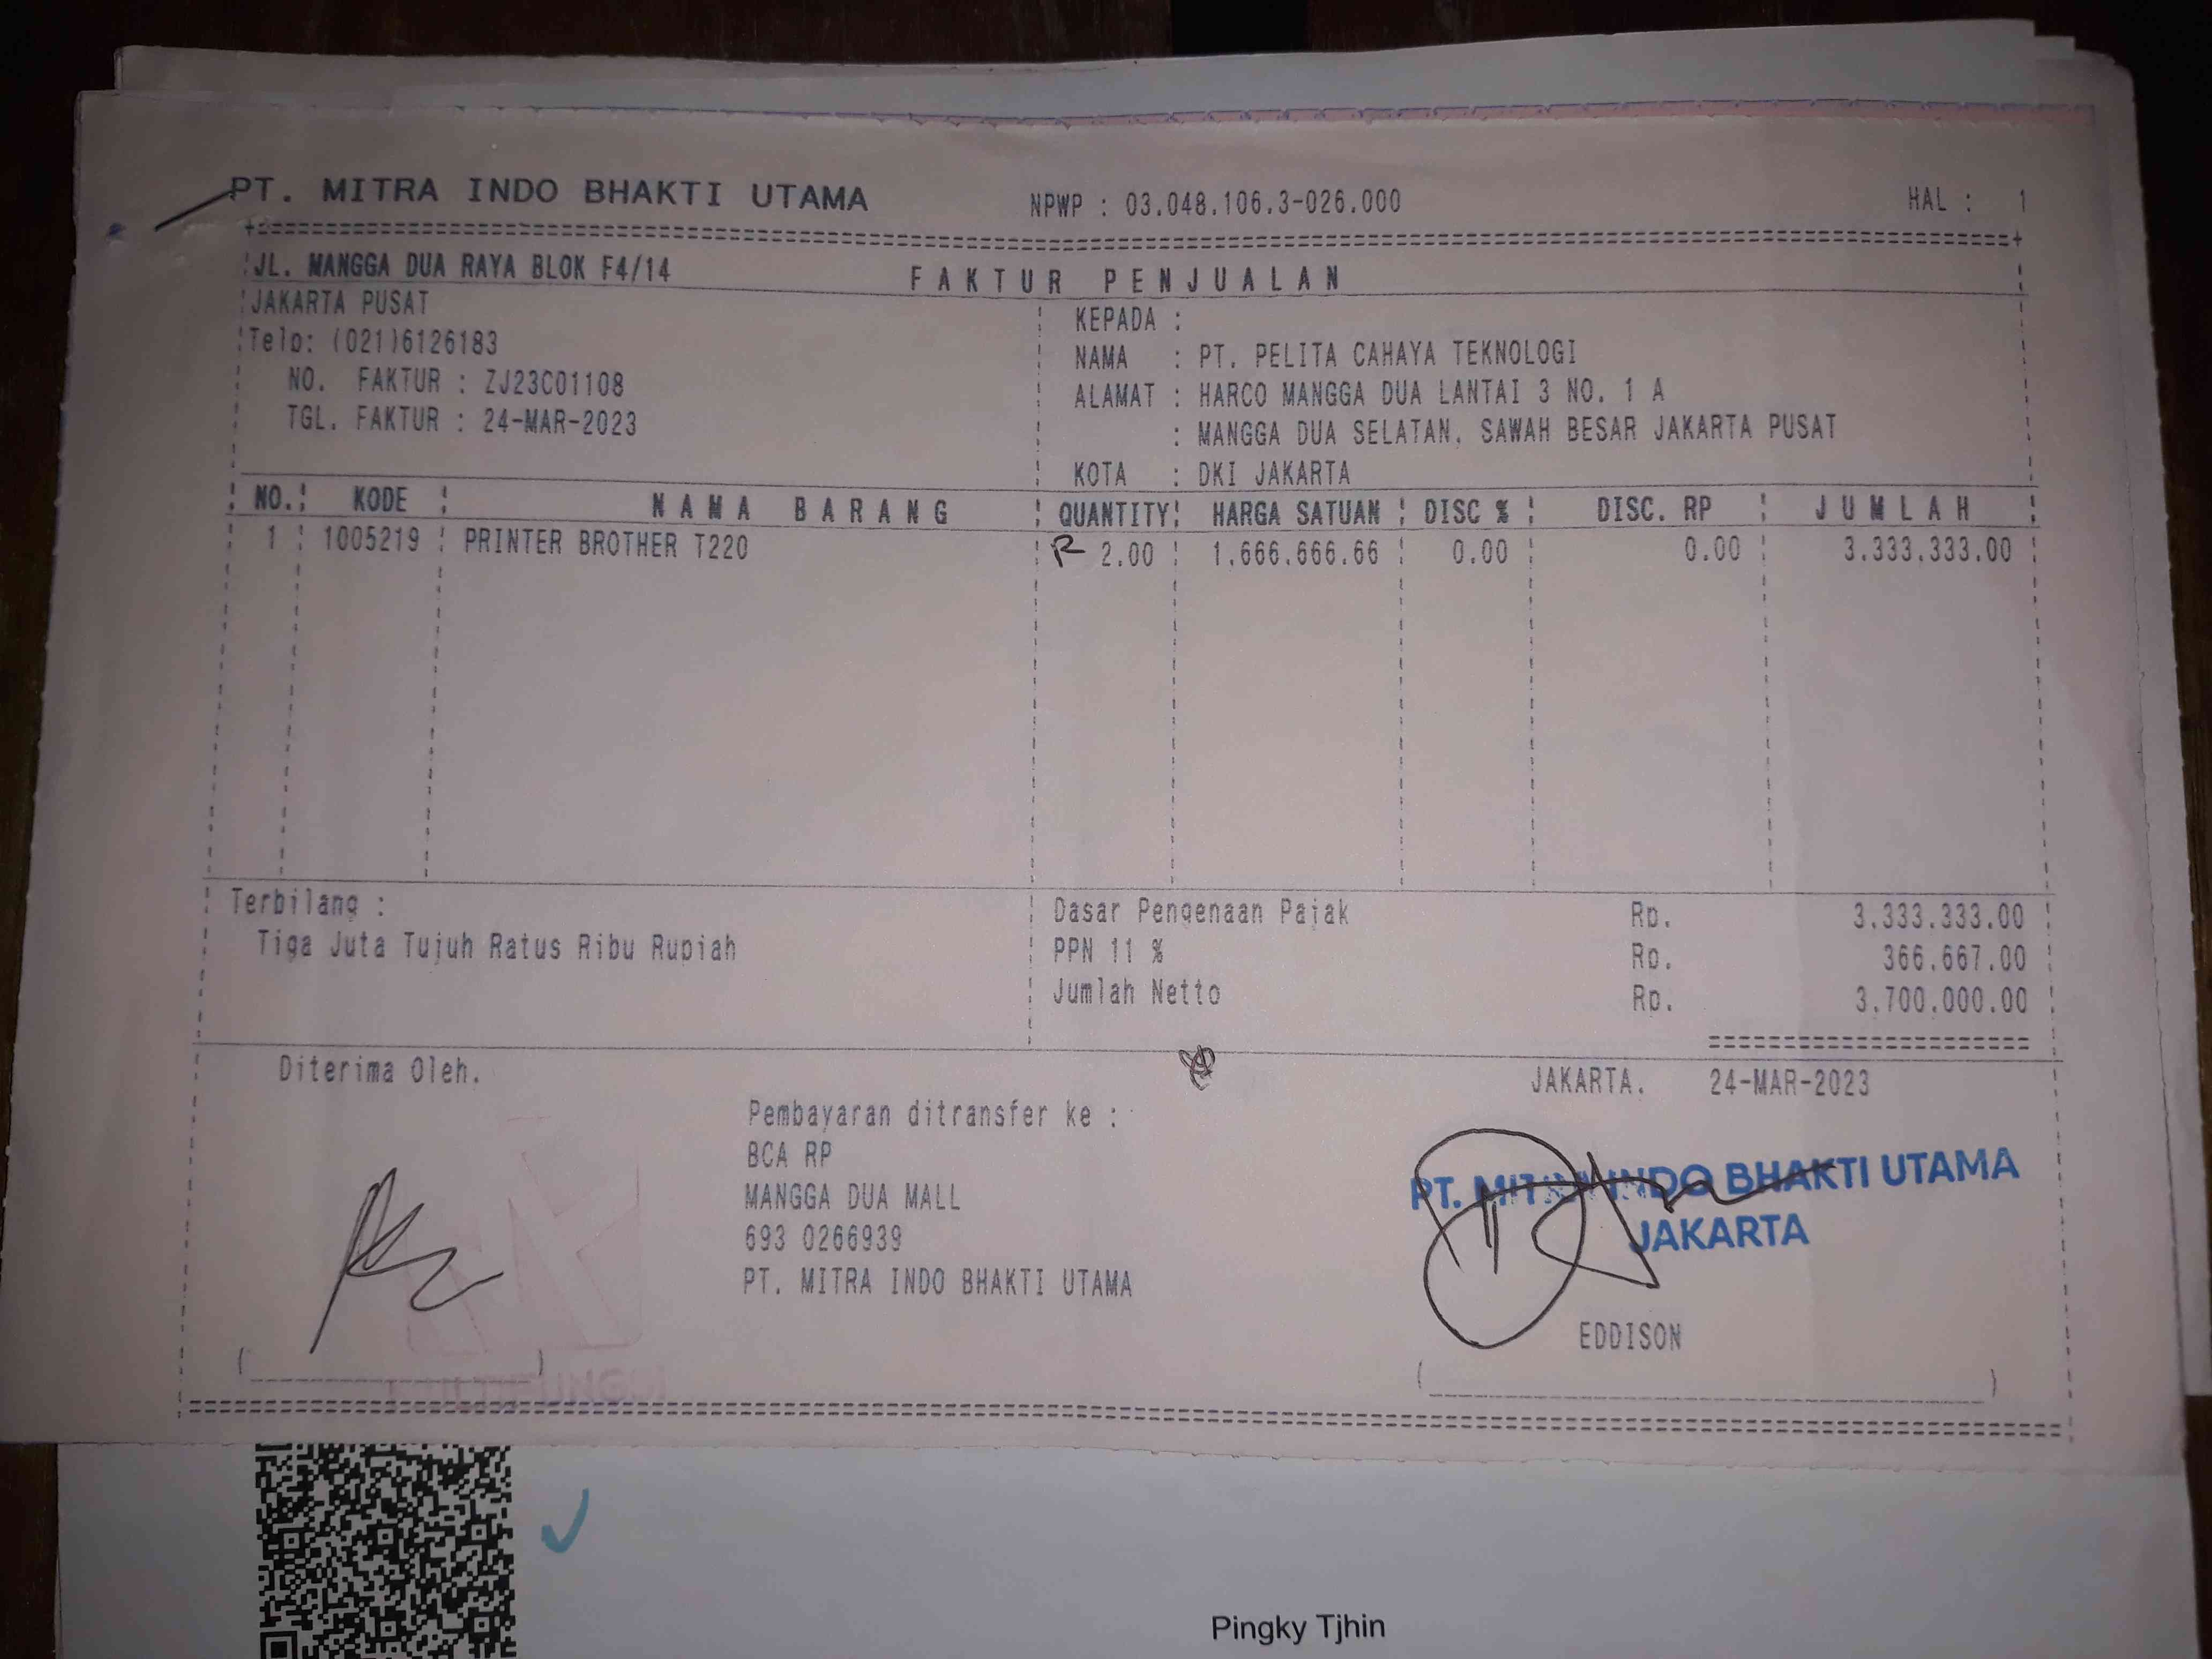 PT. MITRA INDO BHAKTI UTAMA NPWP : 03.048.106.3-026.000 HAL : 1
JL. MANGGA DUA RAYA BLOK F4/14 FAKTUR PENJUALAN
JAKARTA PUSAT
Telp: (021)6126183
NO. FAKTUR : ZJ23C01108
TGL. FAKTUR : 24-MAR-2023
KEPADA :
NAMA : PT. PELITA CAHAYA TEKNOLOGI
ALAMAT : HARCO MANGGA DUA LANTAI 3 NO. 1 A
: MANGGA DUA SELATAN, SAWAH BESAR JAKARTA PUSAT
KOTA : DKI JAKARTA
NO. KODE NAMA BARANG QUANTITY HARGA SATUAN DISC % DISC. RP JUMLAH
1 1005219 PRINTER BROTHER T220 2.00 1.666.666.66 0.00 0.00 3.333.333.00
Terbilang :
Tiga Juta Tujuh Ratus Ribu Rupiah
Dasar Pengenaan Pajak Rp. 3.333.333.00
PPN 11 % Rp. 366.667.00
Jumlah Netto Rp. 3.700.000.00
Diterima Oleh.
Pembayaran ditransfer ke :
BCA RP
MANGGA DUA MALL
693 0266939
PT. MITRA INDO BHAKTI UTAMA
JAKARTA. 24-MAR-2023
PT. MITRA INDO BHAKTI UTAMA
JAKARTA
EDDISON
Pingky Tjhin